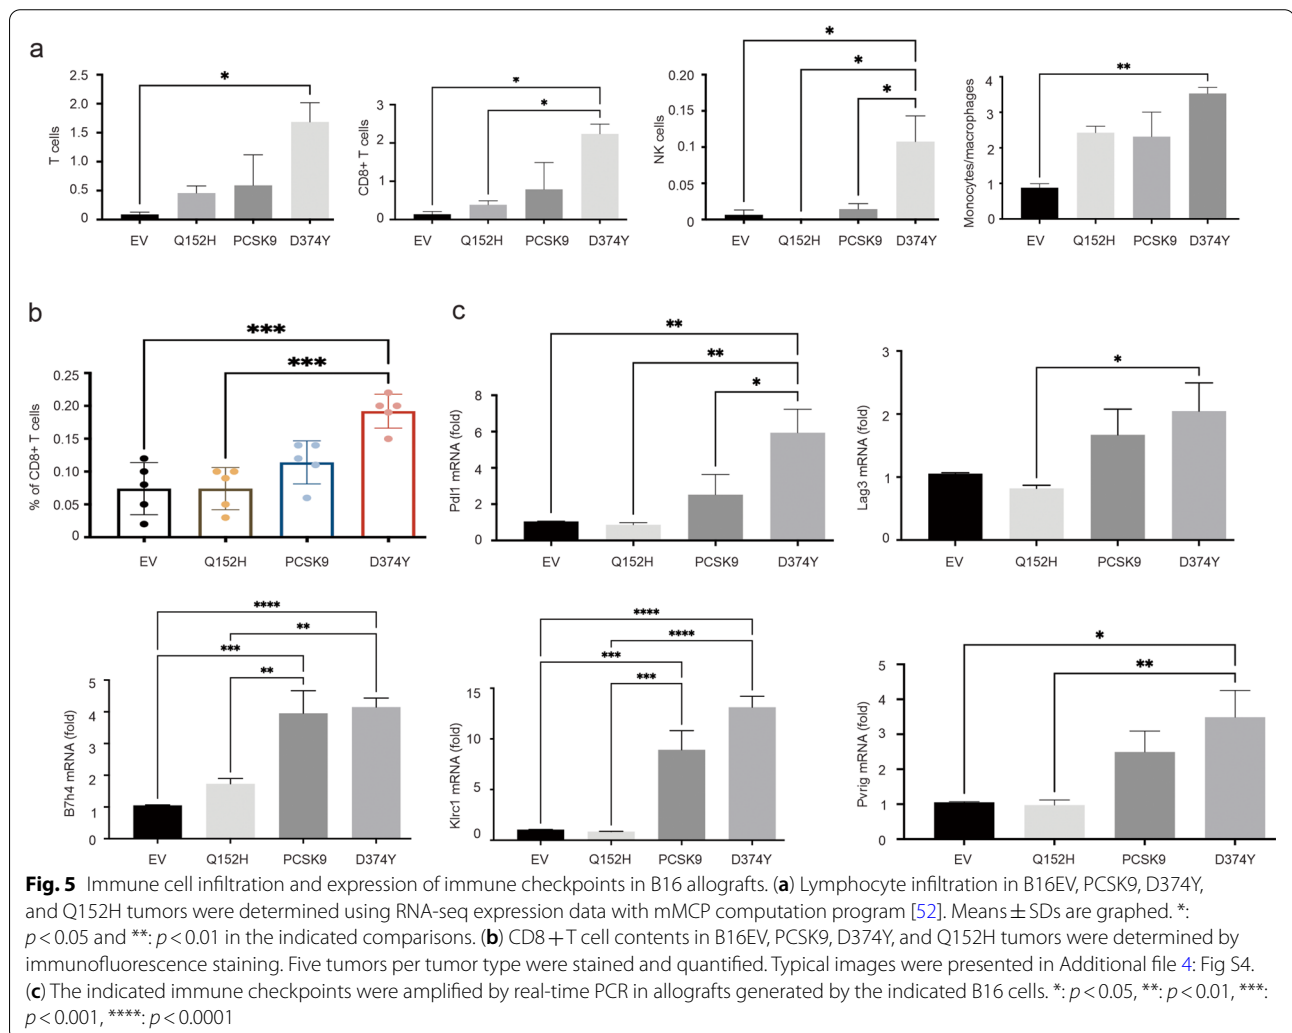 a
*
2.5
2.0
1.5
1.0
0.5
0
T cells
EV Q152H PCSK9 D374Y
*
*
3
2
1
0
CD8+ T cells
EV Q152H PCSK9 D374Y
*
*
*
0.20
0.15
0.1
0.05
0
NK cells
EV Q152H PCSK9 D374Y
**
4
3
2
1
0
Monocytes/macrophages
EV Q152H PCSK9 D374Y
b
***
***
0.25
0.20
0.15
0.10
0.05
0
% of CD8+ T cells
EV Q152H PCSK9 D374Y
c
**
**
*
8
6
4
2
0
Pdl1 mRNA (fold)
EV Q152H PCSK9 D374Y
*
3
2
1
0
Lag3 mRNA (fold)
EV Q152H PCSK9 D374Y
****
**
***
**
5
4
3
2
1
0
B7h4 mRNA (fold)
EV Q152H PCSK9 D374Y
****
****
***
***
15
10
5
0
Klrc1 mRNA (fold)
EV Q152H PCSK9 D374Y
*
**
5
4
3
2
1
0
Pvrig mRNA (fold)
EV Q152H PCSK9 D374Y
Fig. 5 Immune cell infiltration and expression of immune checkpoints in B16 allografts. (a) Lymphocyte infiltration in B16EV, PCSK9, D374Y,
and Q152H tumors were determined using RNA-seq expression data with mMCP computation program [52]. Means ± SDs are graphed. *:
p < 0.05 and **: p < 0.01 in the indicated comparisons. (b) CD8 + T cell contents in B16EV, PCSK9, D374Y, and Q152H tumors were determined by
immunofluorescence staining. Five tumors per tumor type were stained and quantified. Typical images were presented in Additional file 4: Fig S4.
(c) The indicated immune checkpoints were amplified by real-time PCR in allografts generated by the indicated B16 cells. *: p < 0.05, **: p < 0.01, ***:
p < 0.001, ****: p < 0.0001